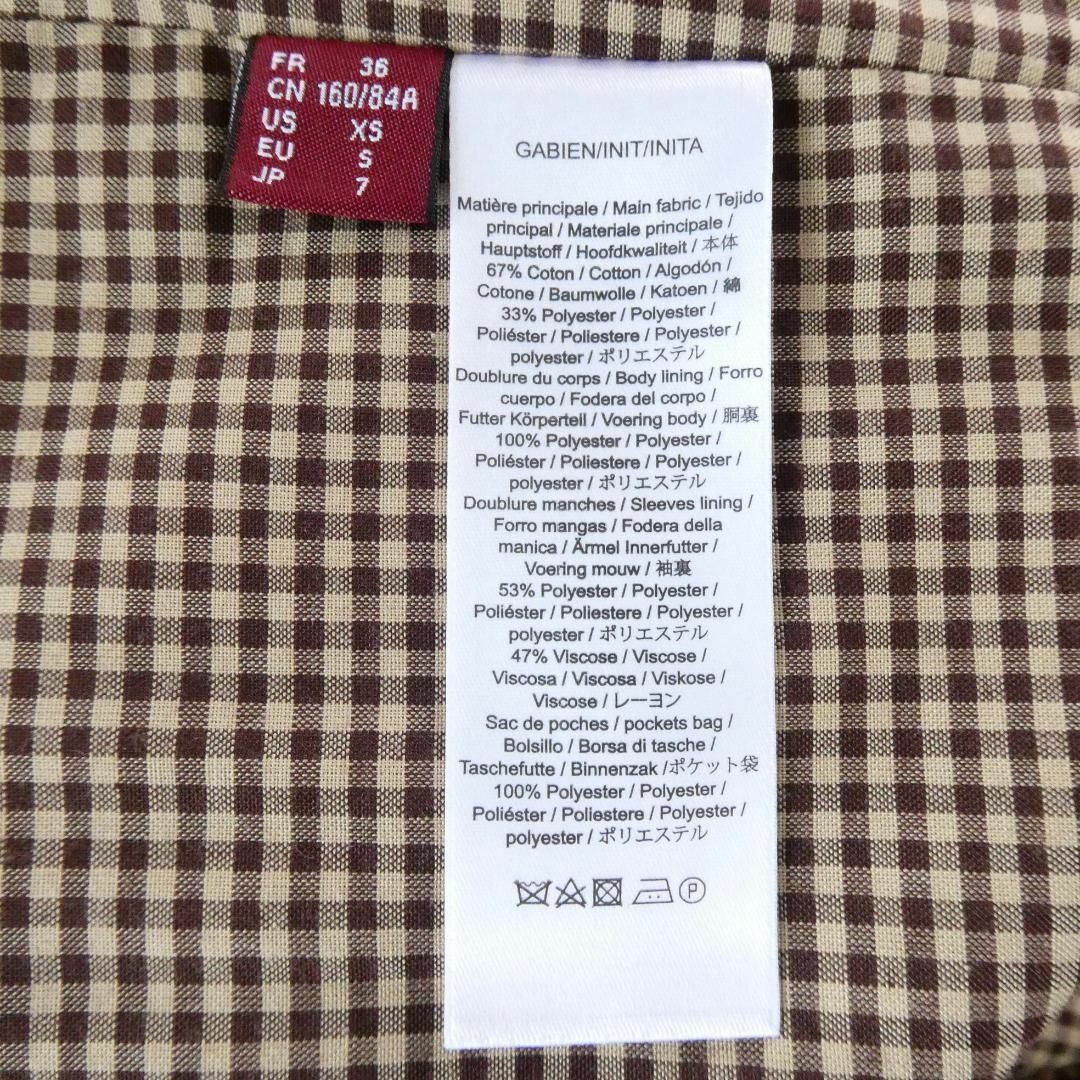 FR 36
CN 160/84A
US XS
EU S
JP 7
GABIEN/INIT/INITA
Matière principale / Main fabric / Tejido
principal / Materiale principale /
Hauptstoff / Hoofdkwaliteit / 本体
67% Coton / Cotton / Algodón /
Cotone / Baumwolle / Katoen / 綿
33% Polyester / Polyester /
Poliéster / Poliestere / Polyester /
polyester / ポリエステル
Doublure du corps / Body lining / Forro
cuerpo / Fodera del corpo /
Futter Körperteil / Voering body / 胴裏
100% Polyester / Polyester /
Poliéster / Poliestere / Polyester /
polyester / ポリエステル
Doublure manches / Sleeves lining /
Forro mangas / Fodera della
manica / Ärmel Innerfutter /
Voering mouw / 袖裏
53% Polyester / Polyester /
Poliéster / Poliestere / Polyester /
polyester / ポリエステル
47% Viscose / Viscose /
Viscosa / Viscosa / Viskose /
Viscose / レーヨン
Sac de poches / pockets bag /
Bolsillo / Borsa di tasche /
Taschefutte / Binnenzak /ポケット袋
100% Polyester / Polyester /
Poliéster / Poliestere / Polyester /
polyester / ポリエステル
P